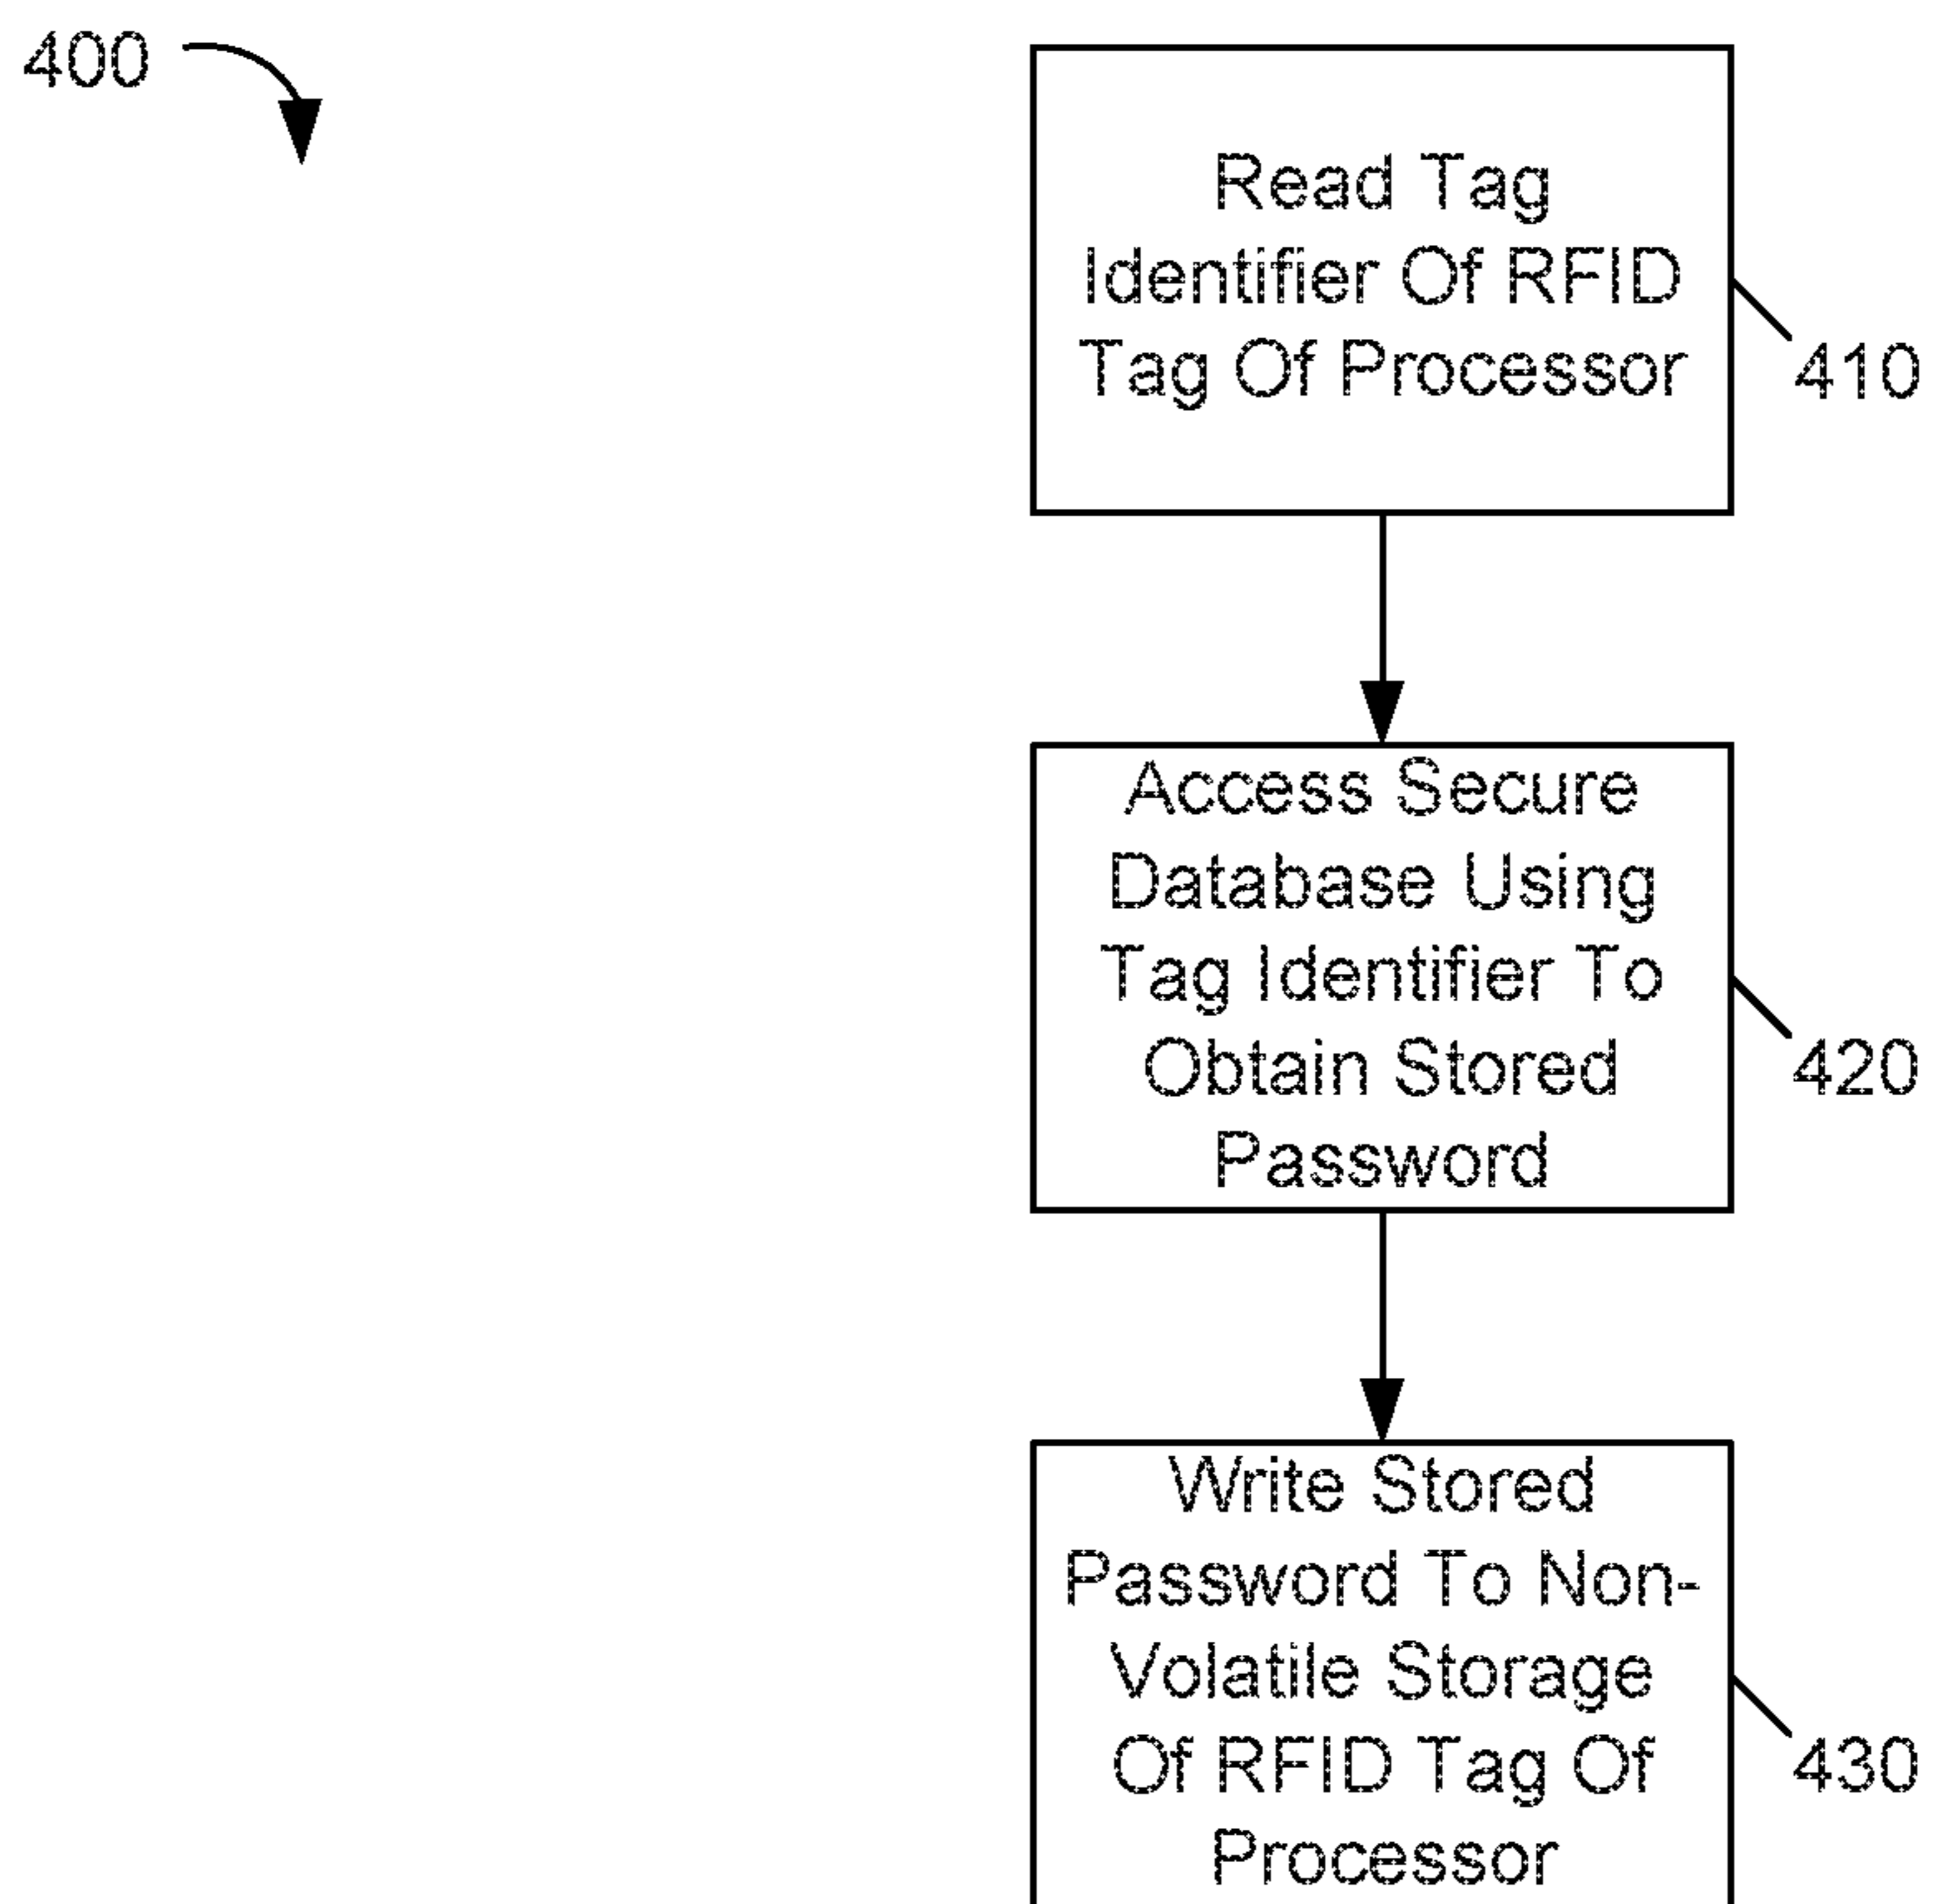 400
Read Tag
Identifier Of RFID
Tag Of Processor
410
Access Secure
Database Using
Tag Identifier To
Obtain Stored
Password
420
Write Stored
Password To Non-
Volatile Storage
Of RFID Tag Of
Processor
430